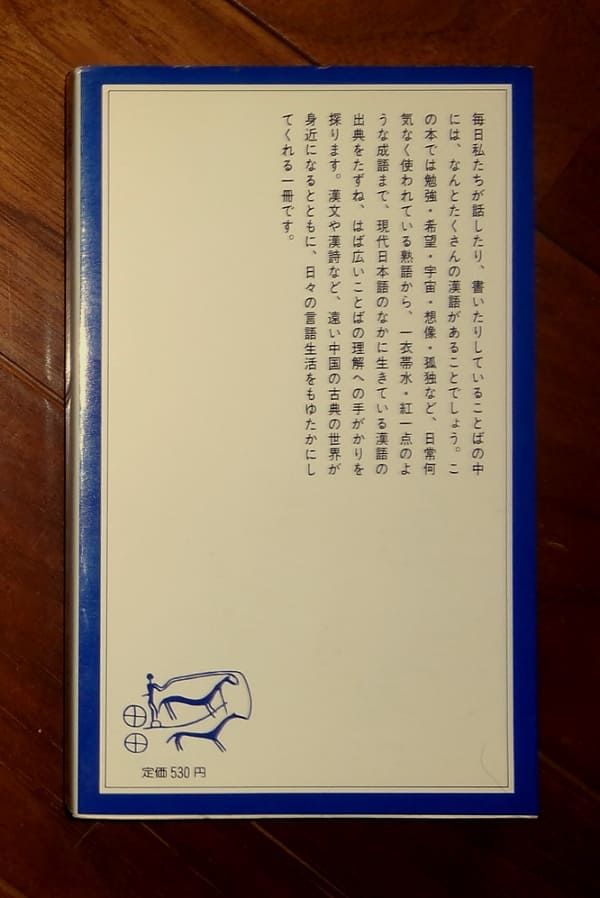 毎日私たちが話したり、書いたりしていることばの中
には、なんとたくさんの漢語があることでしょう。こ
の本では勉強・希望・宇宙・想像・孤独など、日常何
気なく使われている熟語から、一衣帯水・紅一点のよ
うな成語まで、現代日本語のなかに生きている漢語の
出典をたずね、はば広いことばの理解への手がかりを
探ります。漢文や漢詩など、遠い中国の古典の世界が
身近になるとともに、日々の言語生活をもゆたかにし
てくれる一冊です。
定価530円